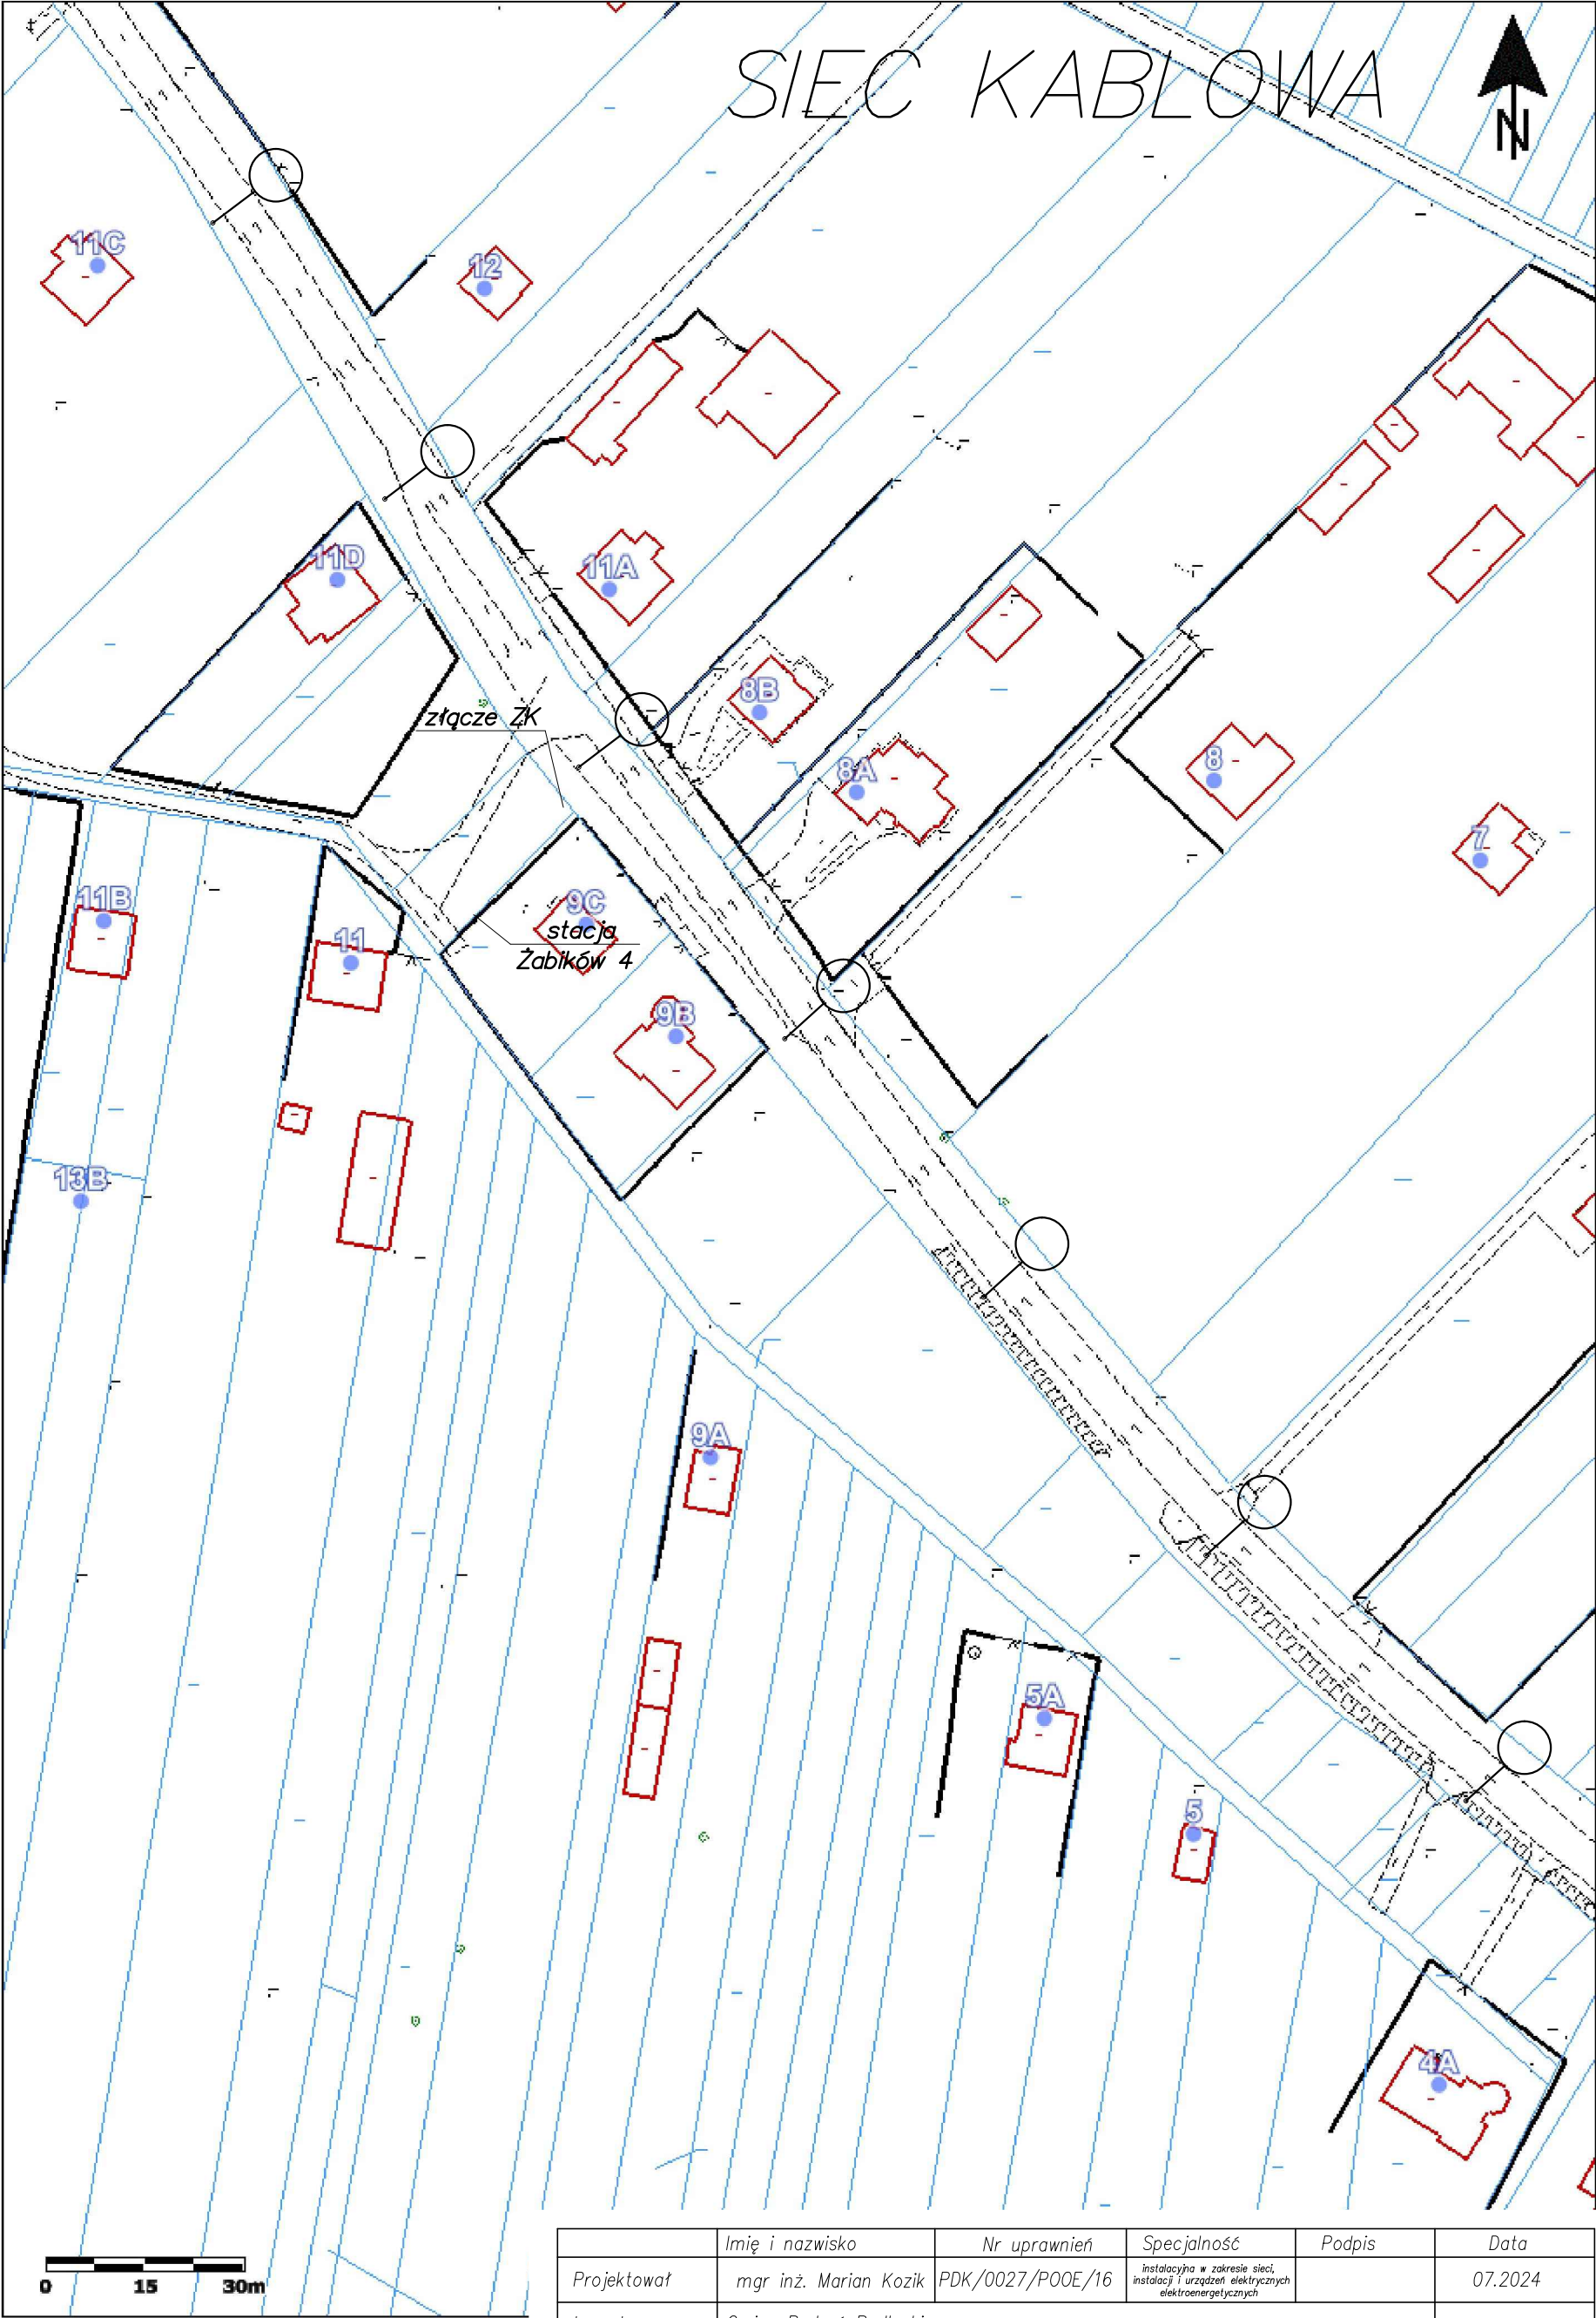 SIEC KABLOWA
N
11C
12
11D
11A
złącze ZK
8B
8A
8
7
11B
11
9C
stacja
Żabików 4
9B
13B
9A
5A
5
4A
0 15 30m
Imię i nazwisko Nr uprawnień Specjalność Podpis Data
Projektował mgr inż. Marian Kozik PDK/0027/POOE/16 instalacyjna w zakresie sieci, instalacji i urządzeń elektrycznych elektroenergetycznych 07.2024